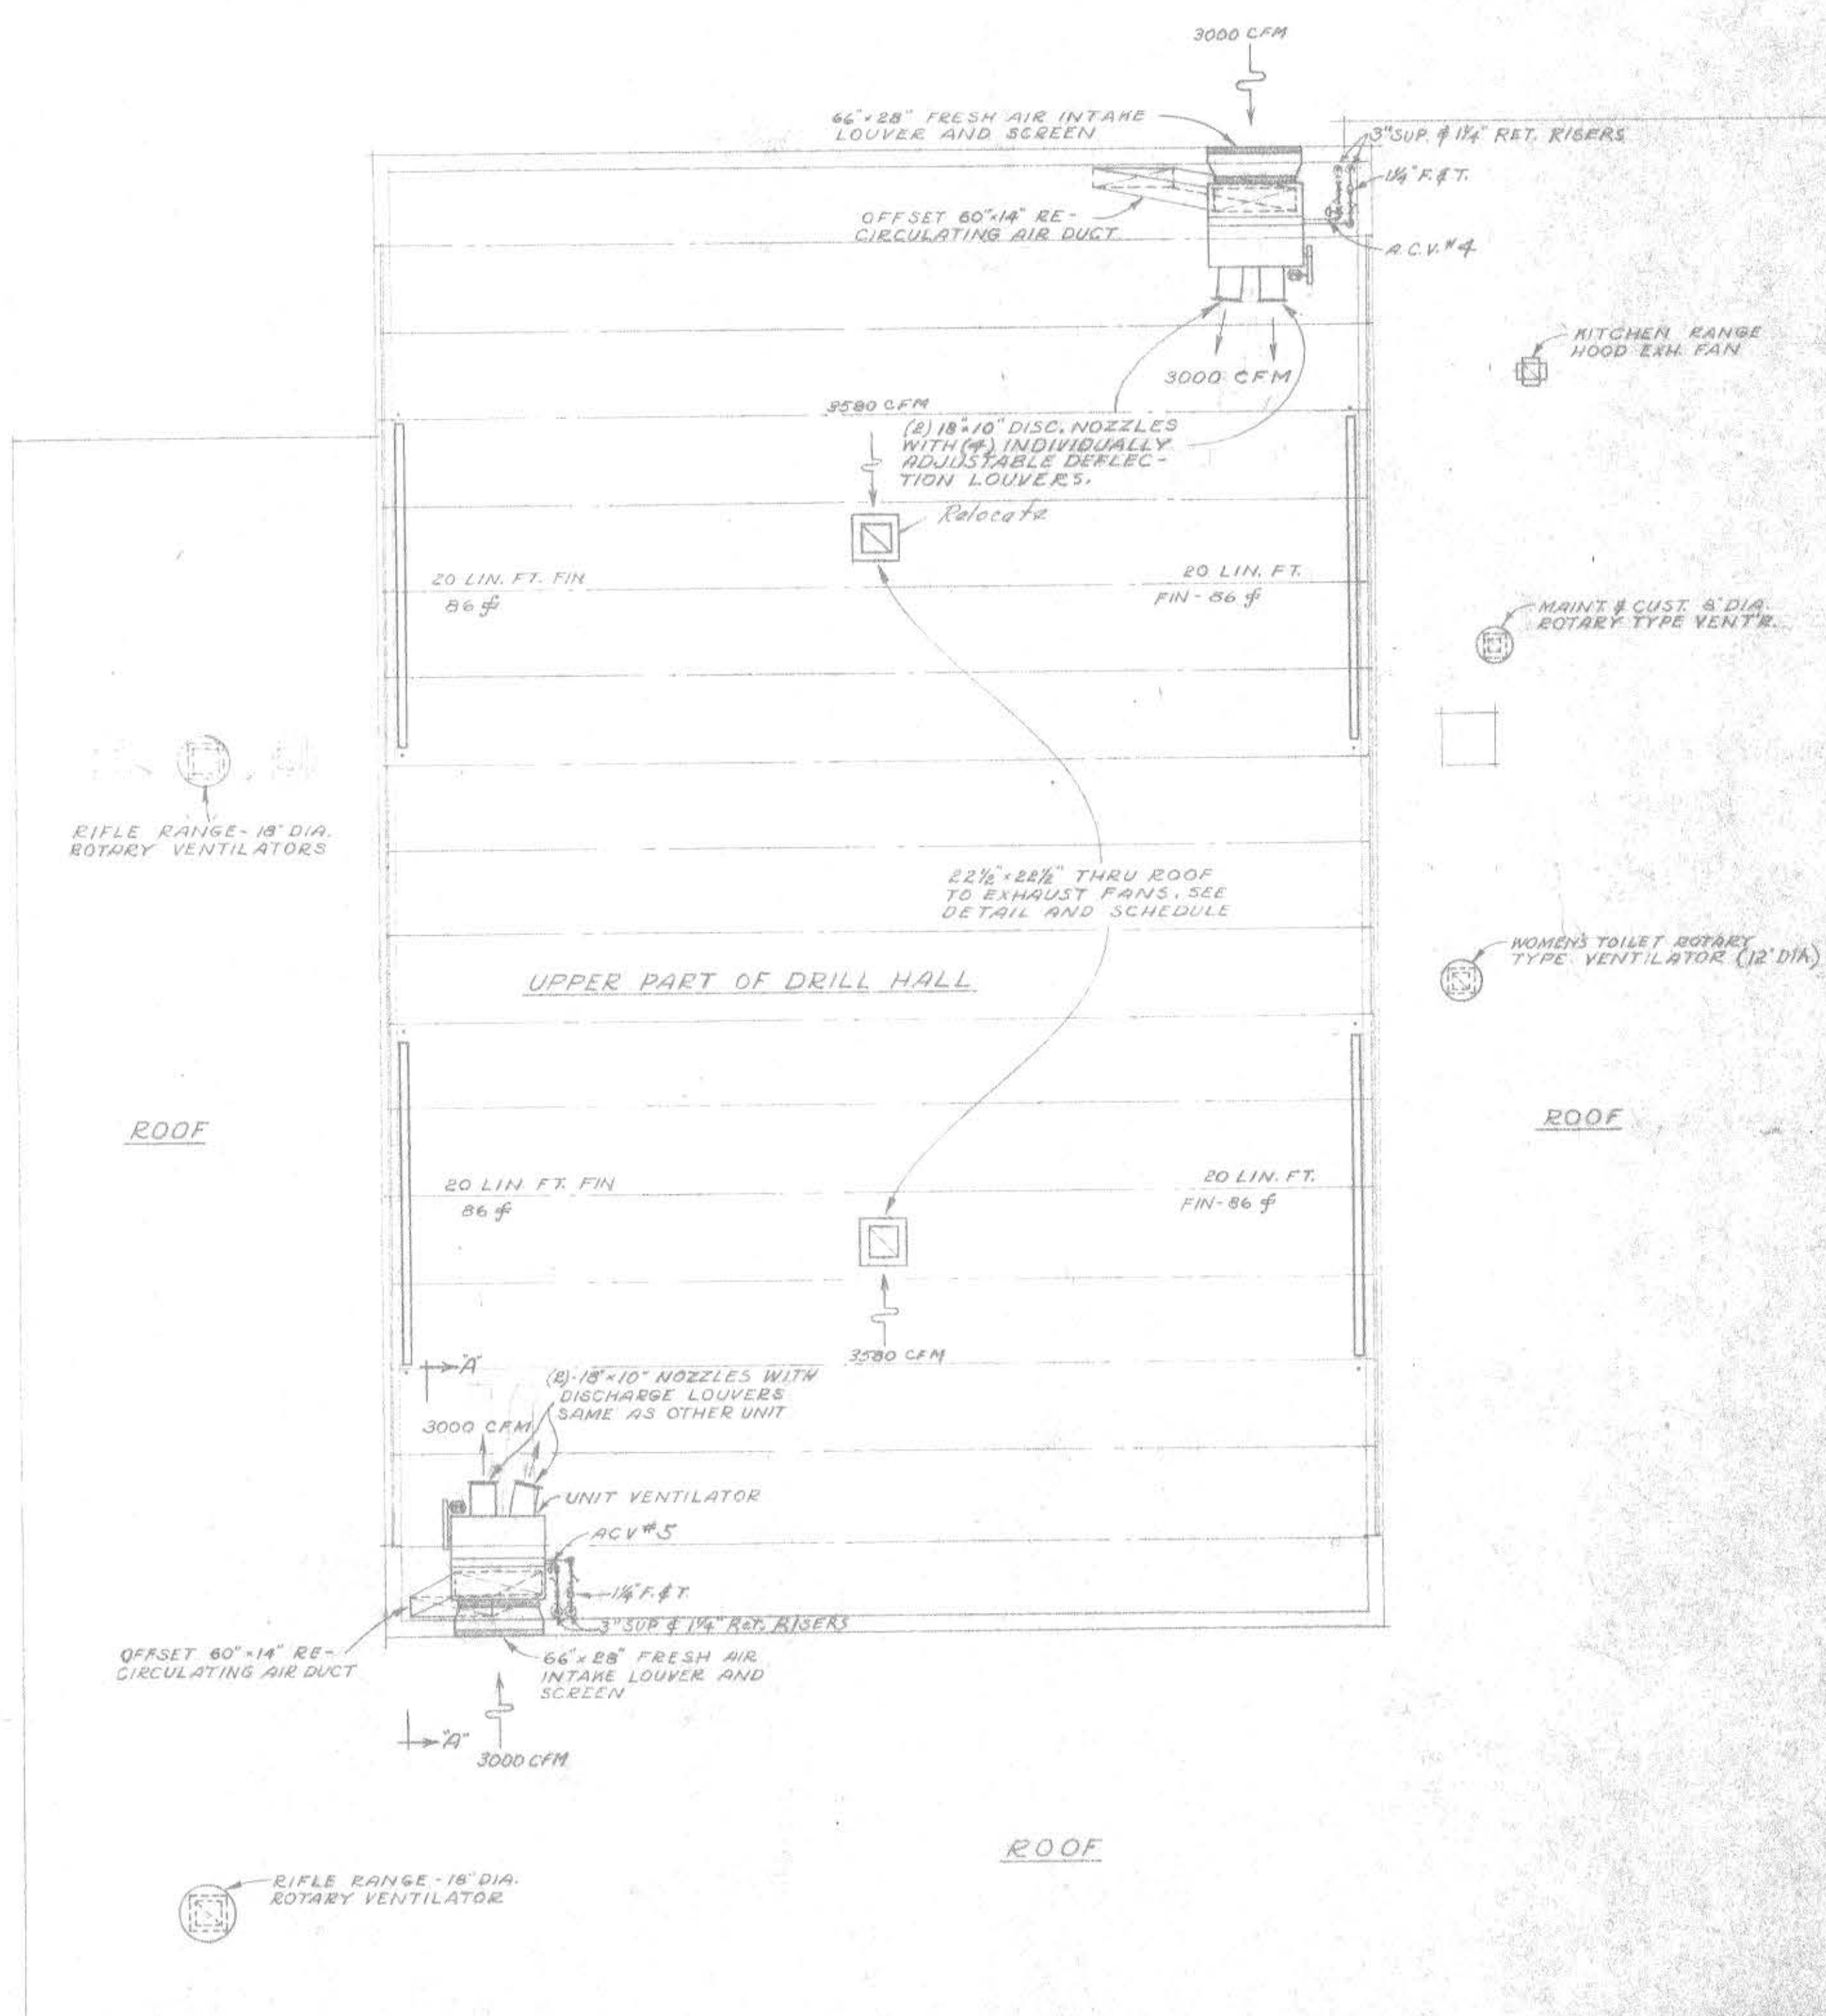 3000 CFM
66"×28" FRESH AIR INTAKE
LOUVER AND SCREEN
3" SUP. & 1¼" RET. RISERS
1¼" F. & T.
OFFSET 60"×14" RE-
CIRCULATING AIR DUCT
A.C.V. #4
KITCHEN RANGE
HOOD EXH. FAN
3000 CFM
3580 CFM
(2) 18"×10" DISC. NOZZLES
WITH (4) INDIVIDUALLY
ADJUSTABLE DEFLEC-
TION LOUVERS.
Relocate
20 LIN. FT. FIN
86 ⌿
20 LIN. FT.
FIN - 86 ⌿
MAINT. & CUST. 8" DIA.
ROTARY TYPE VENT'R.
RIFLE RANGE - 18" DIA.
ROTARY VENTILATORS
22½"×22½" THRU ROOF
TO EXHAUST FANS. SEE
DETAIL AND SCHEDULE
WOMEN'S TOILET ROTARY
TYPE VENTILATOR (12" DIA.)
UPPER PART OF DRILL HALL
ROOF
ROOF
20 LIN. FT. FIN
86 ⌿
20 LIN. FT.
FIN - 86 ⌿
3580 CFM
"A"
(2)-18"×10" NOZZLES WITH
DISCHARGE LOUVERS
SAME AS OTHER UNIT
3000 CFM
UNIT VENTILATOR
ACV #5
1¼" F. & T.
3" SUP & 1¼" RET. RISERS
OFFSET 60"×14" RE-
CIRCULATING AIR DUCT
66"×28" FRESH AIR
INTAKE LOUVER AND
SCREEN
"A"
3000 CFM
ROOF
RIFLE RANGE - 18" DIA.
ROTARY VENTILATOR